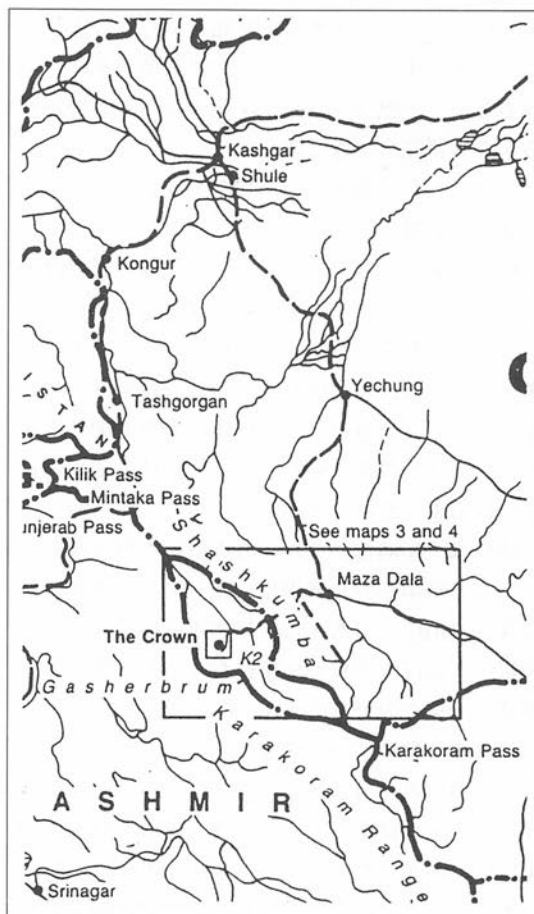 Kashgar
Shule
Kongur
Yechung
Tashgorgan
ISTAN
Kilik Pass
Mintaka Pass
unjerab Pass
See maps 3 and 4
Shashkumba
Maza Dala
The Crown
K2
Gasherbrum
Karakoram Pass
Karakoram Range
ASHMIR
Srinagar